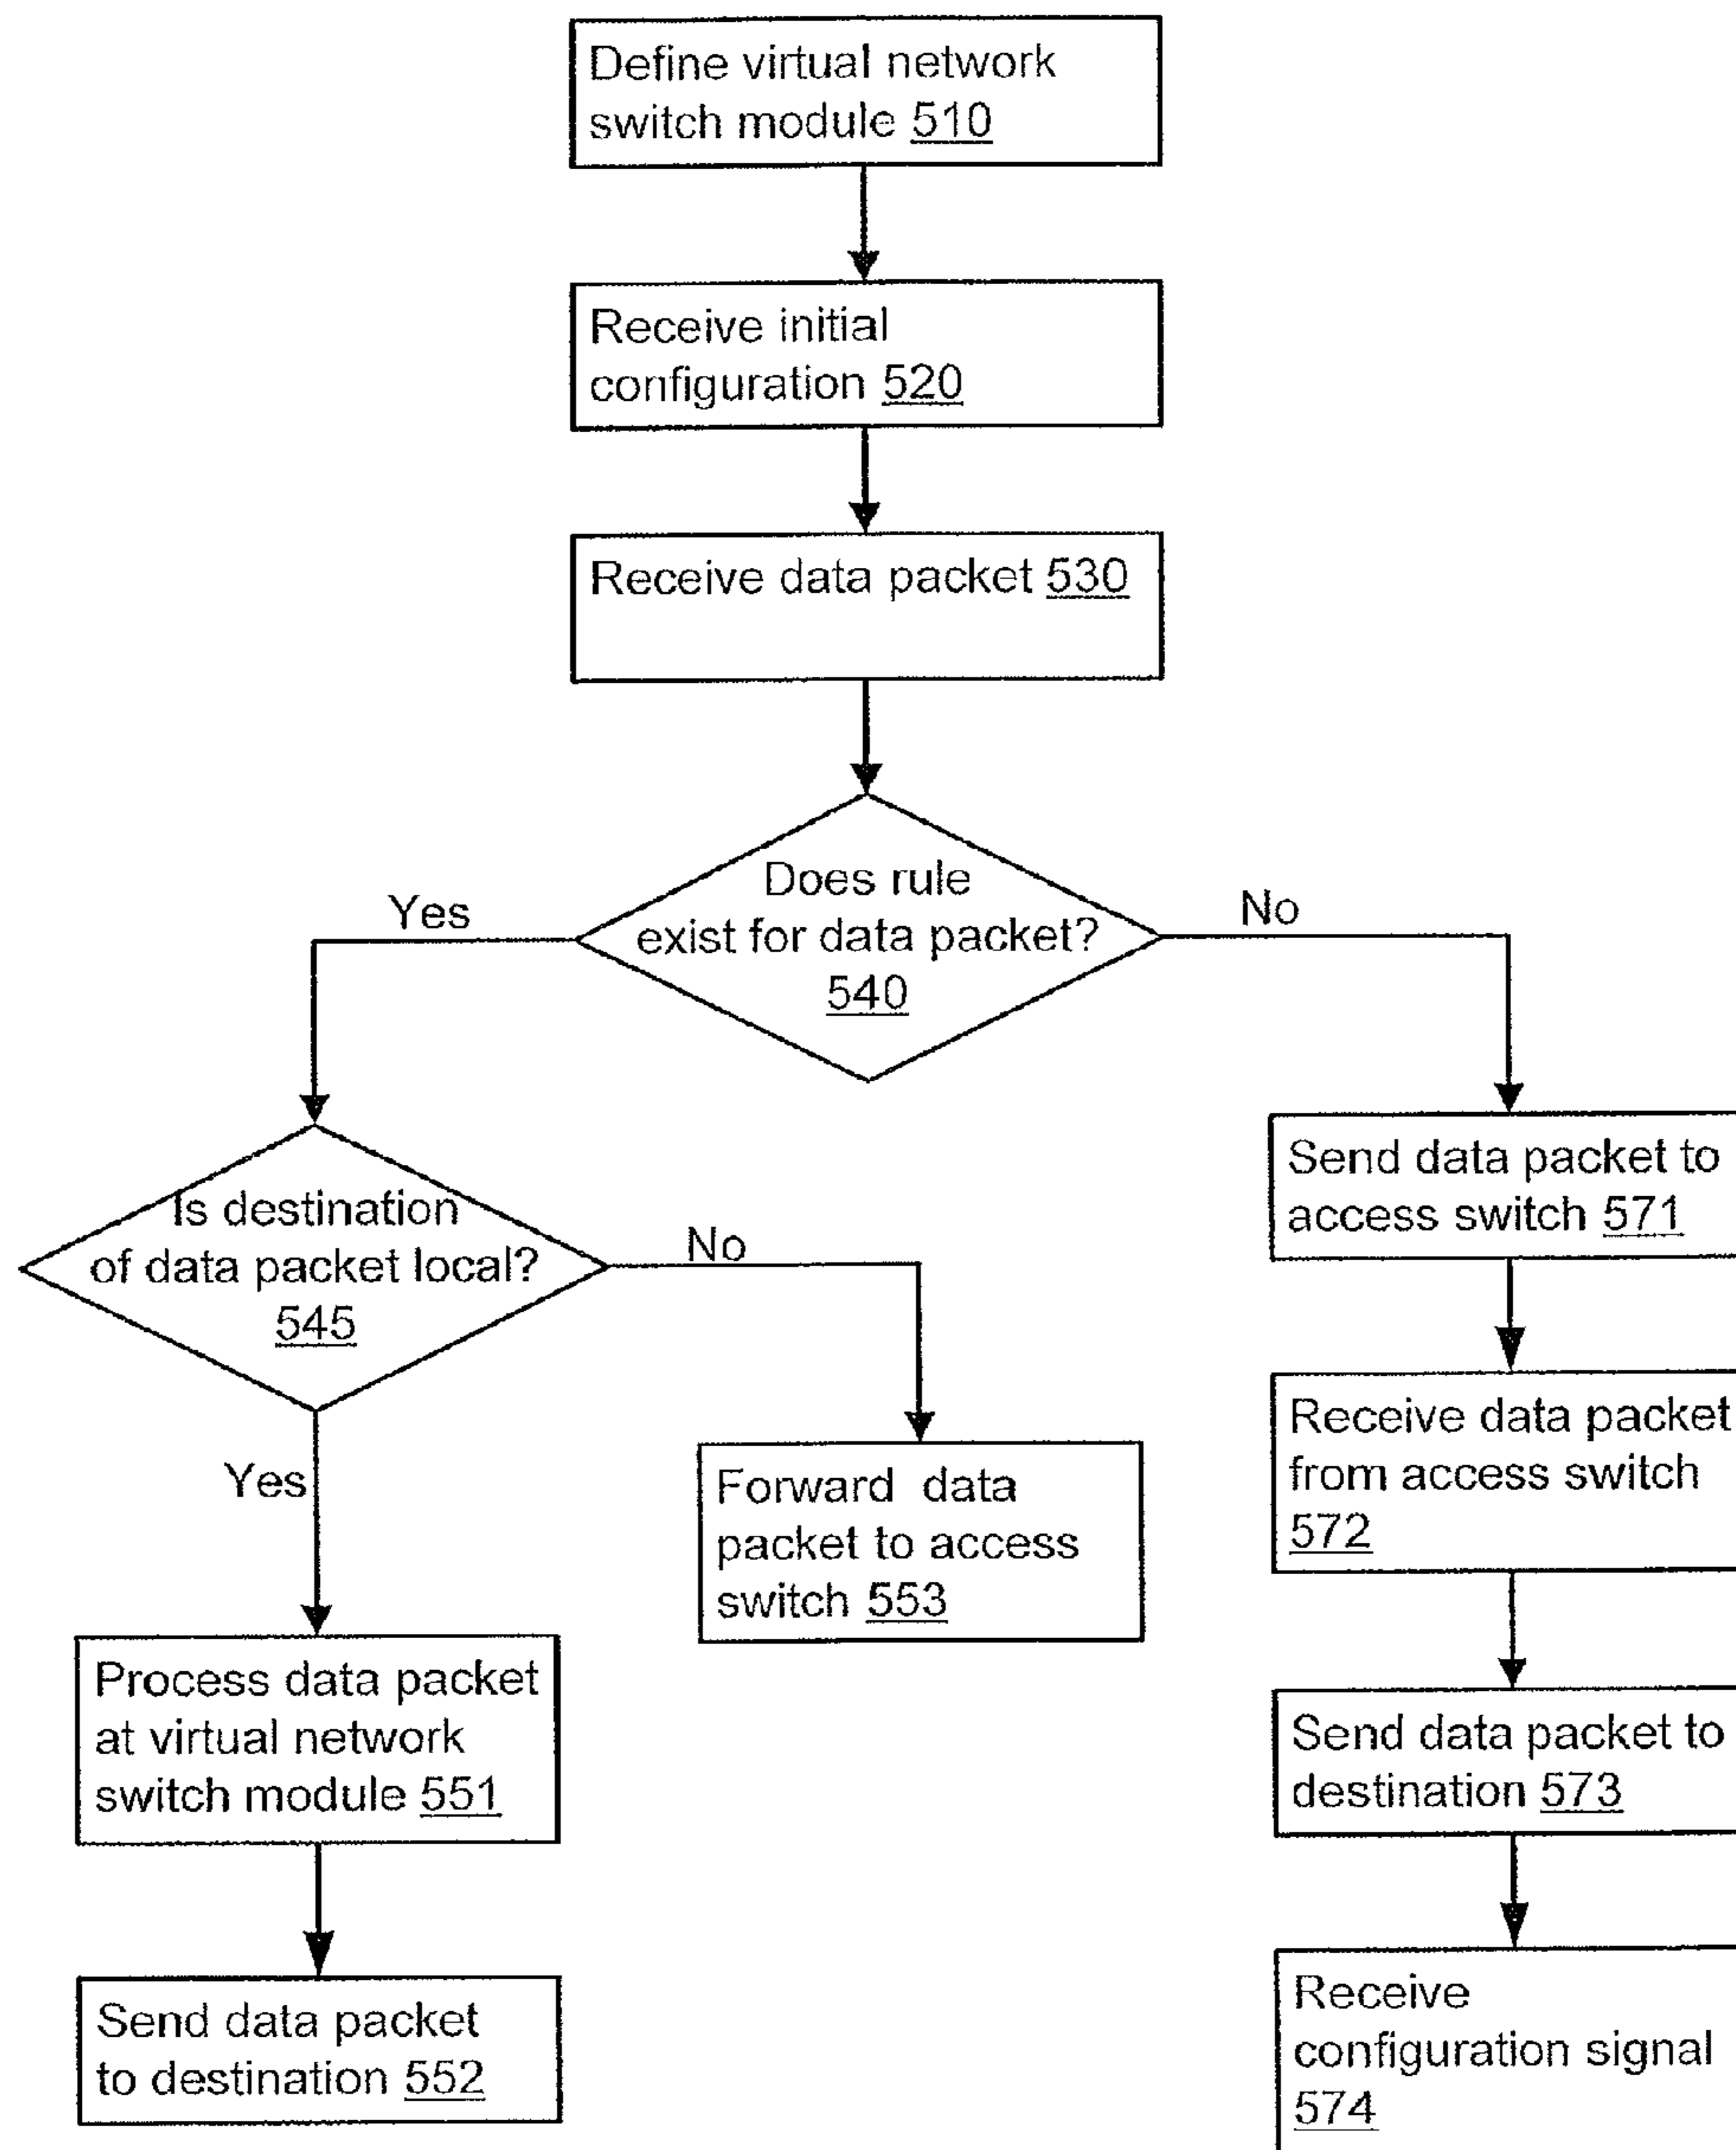 Define virtual network
switch module 510
Receive initial
configuration 520
Receive data packet 530
Does rule
exist for data packet?
540
Yes
No
Is destination
of data packet local?
545
No
Yes
Send data packet to
access switch 571
Receive data packet
from access switch
572
Forward data
packet to access
switch 553
Process data packet
at virtual network
switch module 551
Send data packet to
destination 573
Send data packet
to destination 552
Receive
configuration signal
574